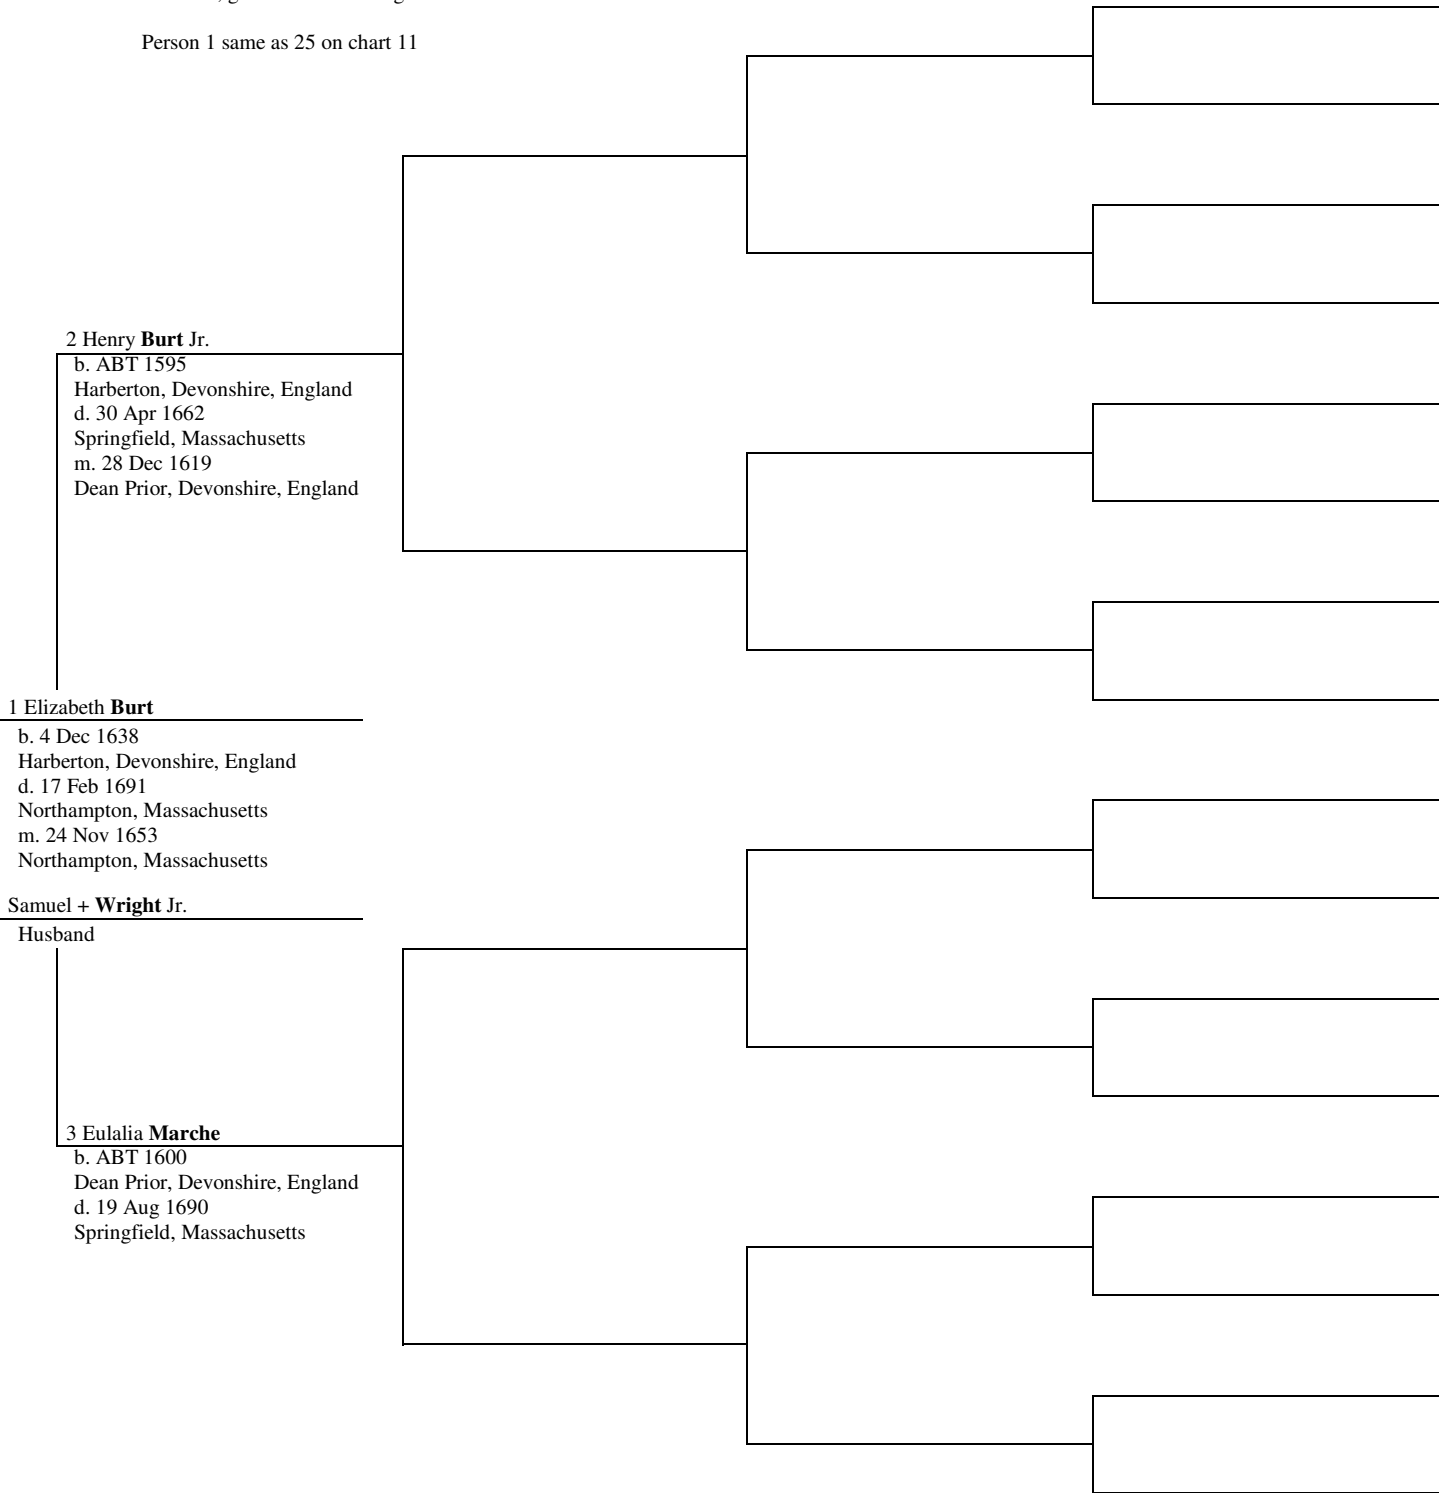 Person 1 same as 25 on chart 11
2 Henry Burt Jr.
b. ABT 1595
Harberton, Devonshire, England
d. 30 Apr 1662
Springfield, Massachusetts
m. 28 Dec 1619
Dean Prior, Devonshire, England
1 Elizabeth Burt
b. 4 Dec 1638
Harberton, Devonshire, England
d. 17 Feb 1691
Northampton, Massachusetts
m. 24 Nov 1653
Northampton, Massachusetts
Samuel + Wright Jr.
Husband
3 Eulalia Marche
b. ABT 1600
Dean Prior, Devonshire, England
d. 19 Aug 1690
Springfield, Massachusetts